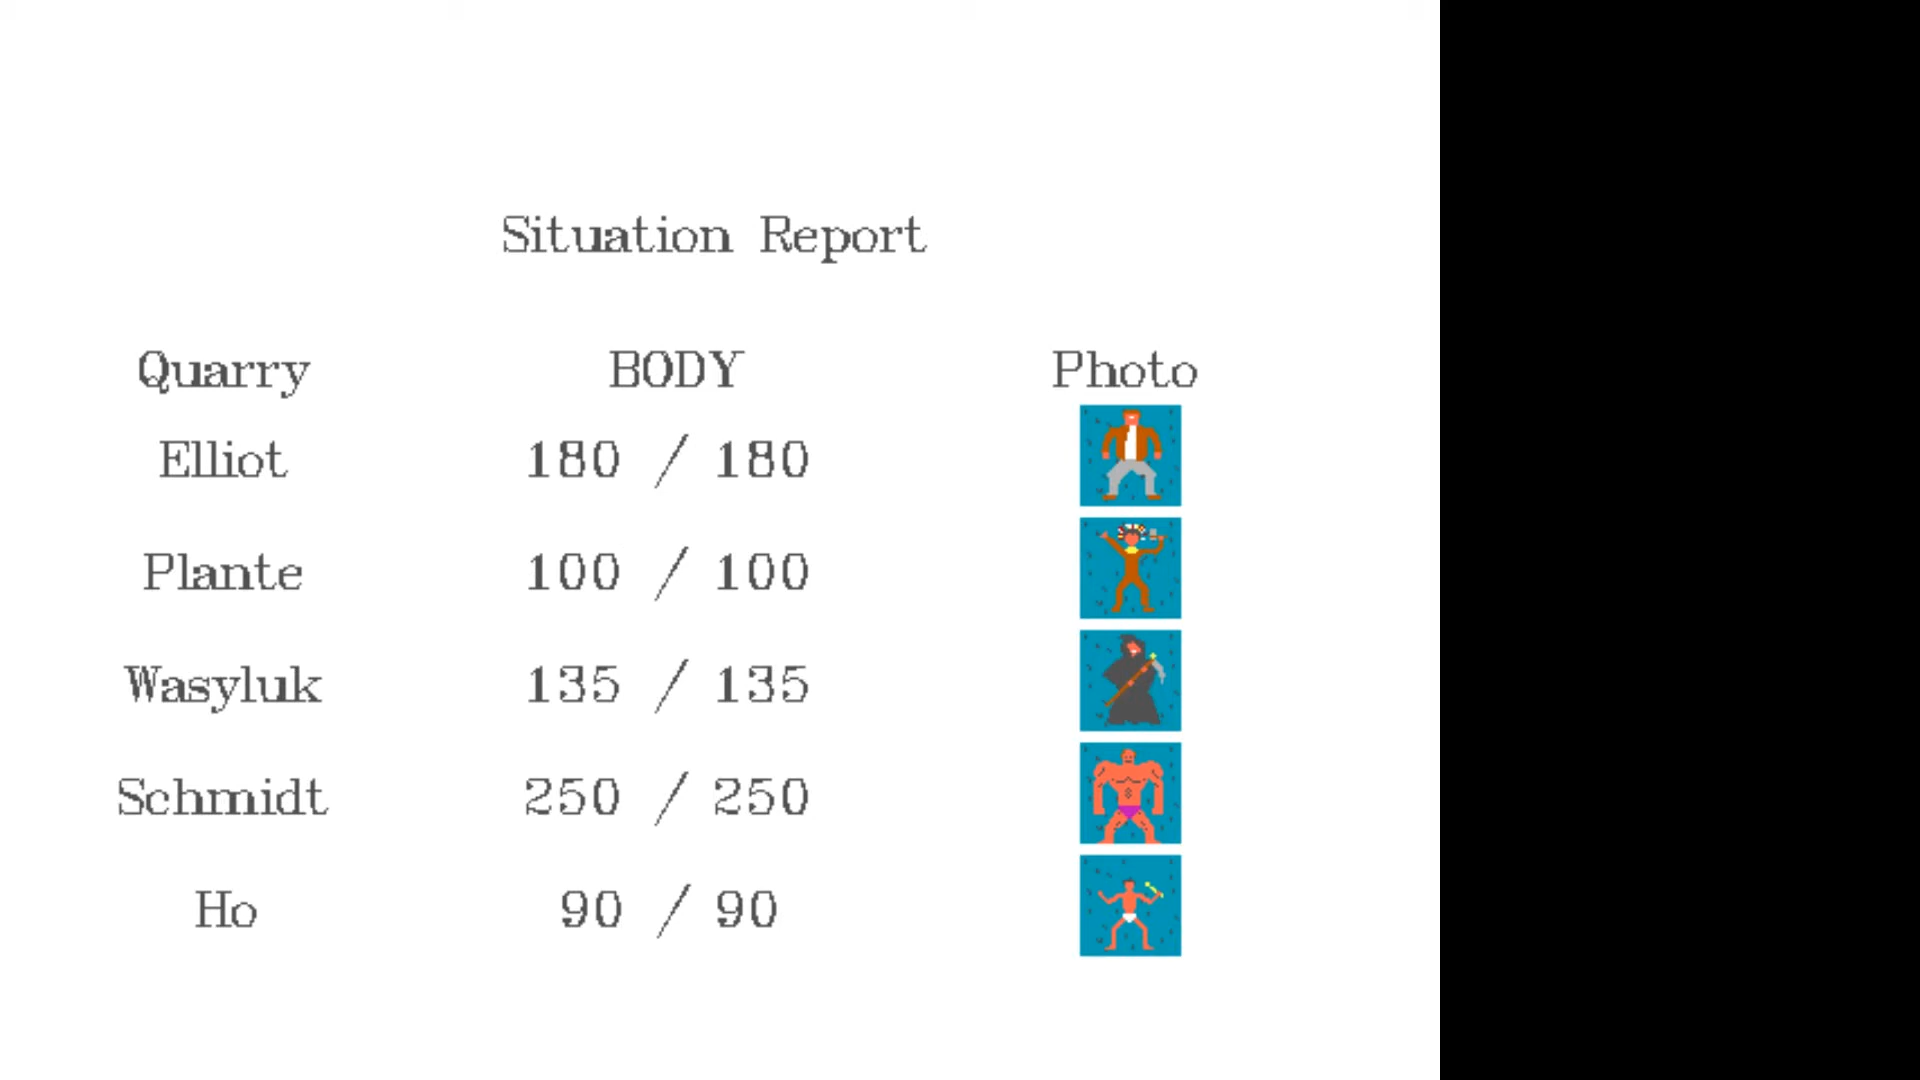 Situation Report
Quarry BODY Photo
Elliot 180 / 180
Plante 100 / 100
Wasyluk 135 / 135
Schmidt 250 / 250
Ho 90 / 90